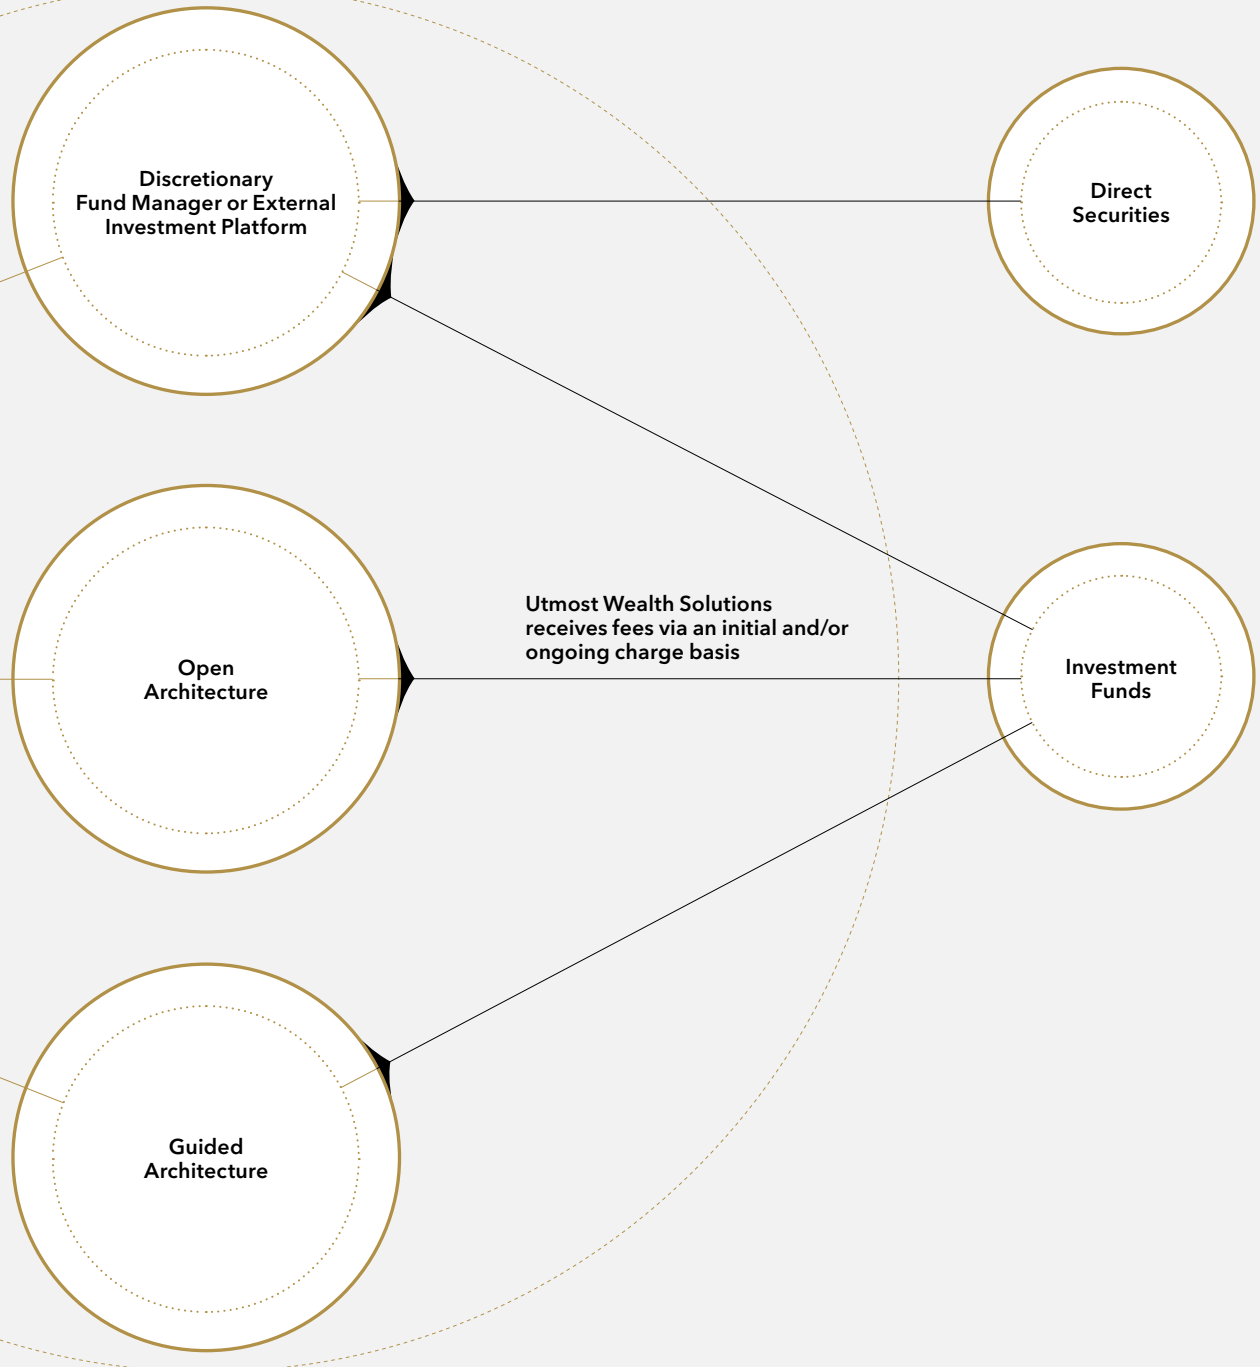 Discretionary
Fund Manager or External
Investment Platform
Direct
Securities
Utmost Wealth Solutions
receives fees via an initial and/or
ongoing charge basis
Open
Architecture
Investment
Funds
Guided
Architecture